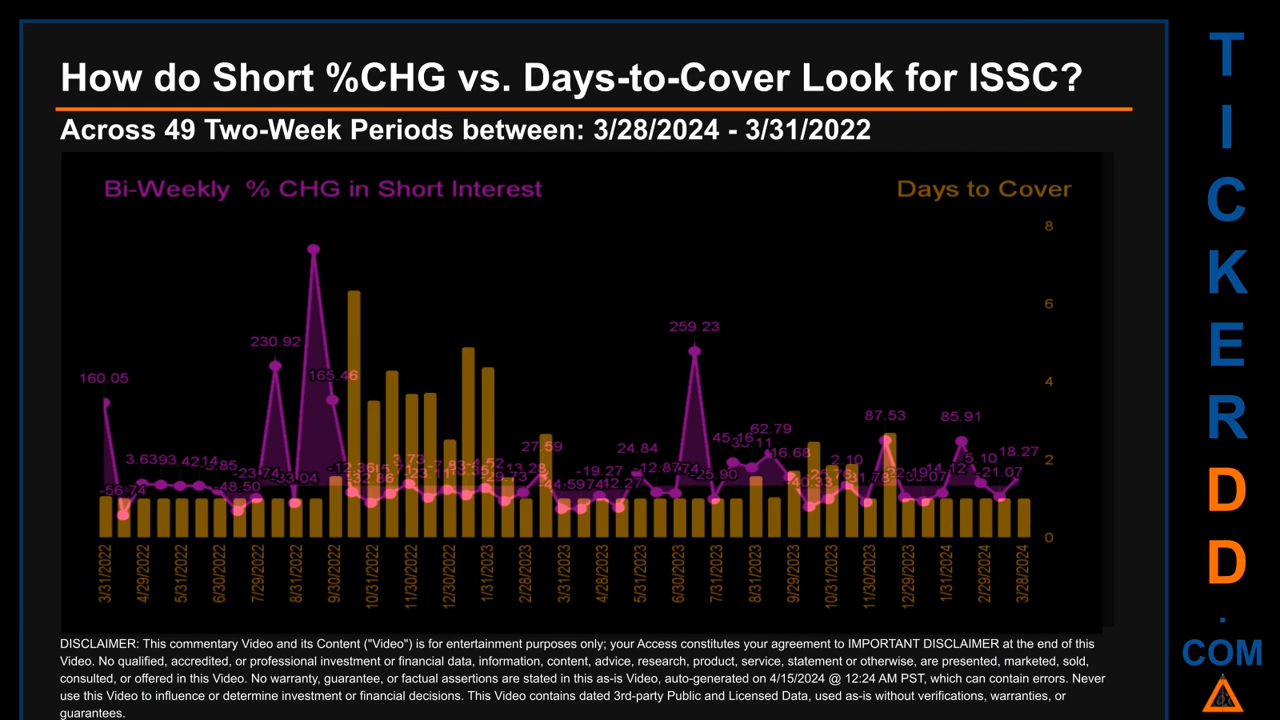 How do Short %CHG vs. Days-to-Cover Look for ISSC?
Across 49 Two-Week Periods between: 3/28/2024 - 3/31/2022
Bi-Weekly % CHG in Short Interest
Days to Cover
8
6
4
2
0
259.23
230.92
160.05
165.46
87.53
85.91
62.79
27.59
24.84
-19.27
2.10
5.10
18.27
-21.07
-25.90
16.68
-56.74
-48.50
3/31/2022
4/29/2022
5/31/2022
6/30/2022
7/29/2022
8/31/2022
9/30/2022
10/31/2022
11/30/2022
12/30/2022
1/31/2023
2/28/2023
3/31/2023
4/28/2023
5/31/2023
6/30/2023
7/31/2023
8/31/2023
9/29/2023
10/31/2023
11/30/2023
12/29/2023
1/31/2024
2/29/2024
3/28/2024
DISCLAIMER: This commentary Video and its Content ("Video") is for entertainment purposes only; your Access constitutes your agreement to IMPORTANT DISCLAIMER at the end of this
Video. No qualified, accredited, or professional investment or financial data, information, content, advice, research, product, service, statement or otherwise, are presented, marketed, sold,
consulted, or offered in this Video. No warranty, guarantee, or factual assertions are stated in this as-is Video, auto-generated on 4/15/2024 @ 12:24 AM PST, which can contain errors. Never
use this Video to influence or determine investment or financial decisions. This Video contains dated 3rd-party Public and Licensed Data, used as-is without verifications, warranties, or
guarantees.
T
I
C
K
E
R
D
D
.
COM